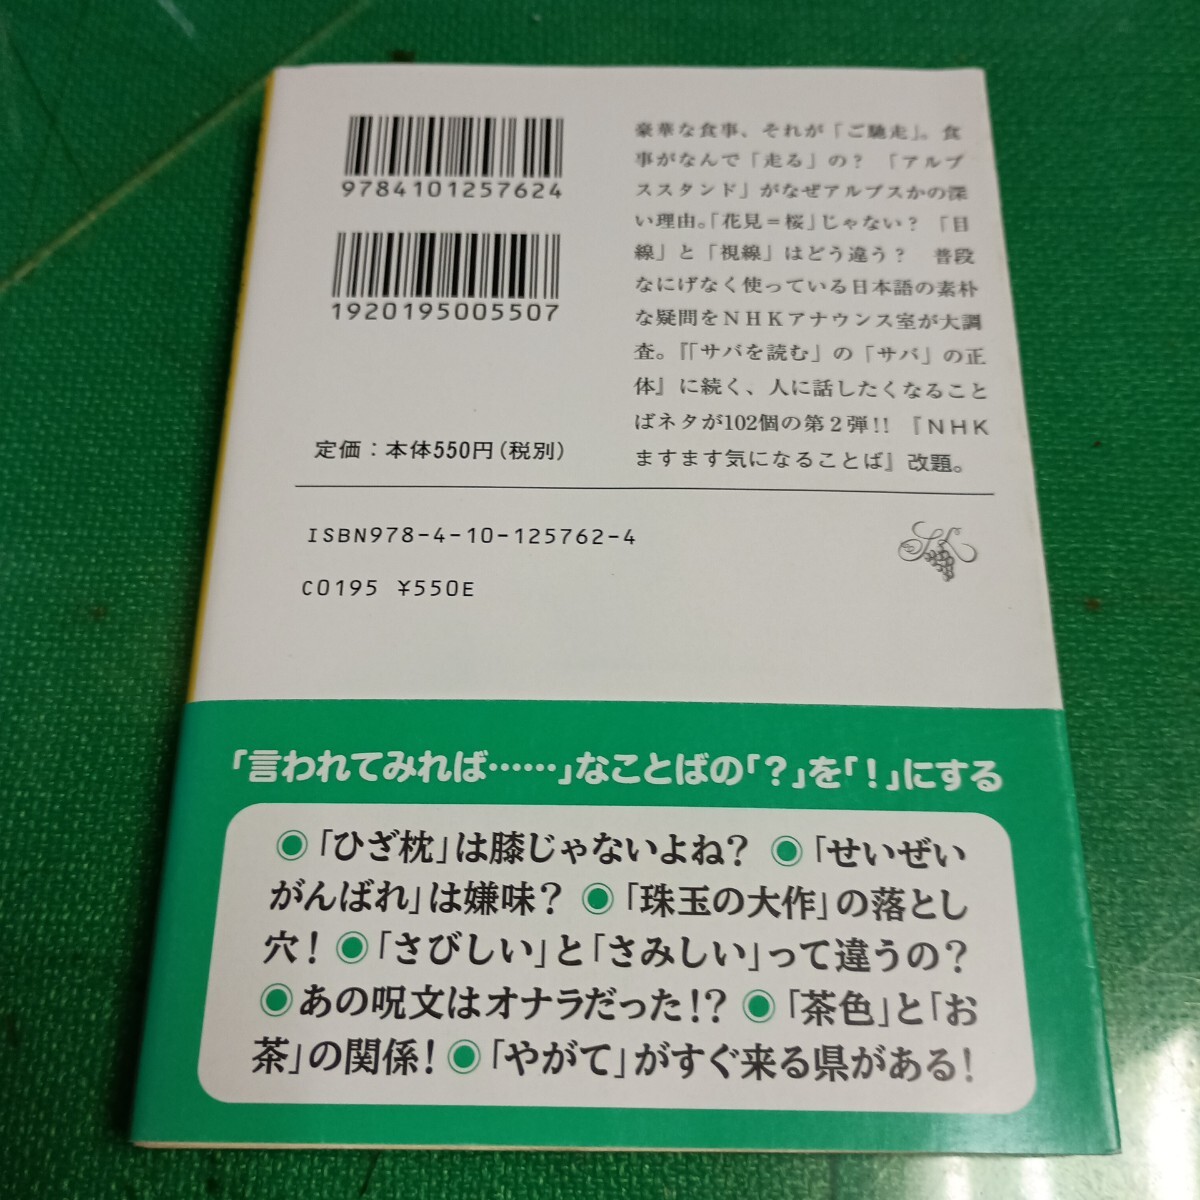 9784101257624
1920195005507
定価：本体550円(税別)
豪華な食事、それが「ご馳走」。食
事がなんで「走る」の？　「アルプ
ススタンド」がなぜアルプスかの深
い理由。「花見＝桜」じゃない？　「目
線」と「視線」はどう違う？　普段
なにげなく使っている日本語の素朴
な疑問をＮＨＫアナウンス室が大調
査。『「サバを読む」の「サバ」の正
体』に続く、人に話したくなること
ばネタが102個の第２弾!!　『ＮＨＫ
ますます気になることば』改題。
ISBN978-4-10-125762-4
C0195 ¥550E
「言われてみれば……」なことばの「？」を「！」にする
◉「ひざ枕」は膝じゃないよね？　◉「せいぜい
がんばれ」は嫌味？　◉「珠玉の大作」の落とし
穴！　◉「さびしい」と「さみしい」って違うの？
◉あの呪文はオナラだった!?　◉「茶色」と「お
茶」の関係！　◉「やがて」がすぐ来る県がある！